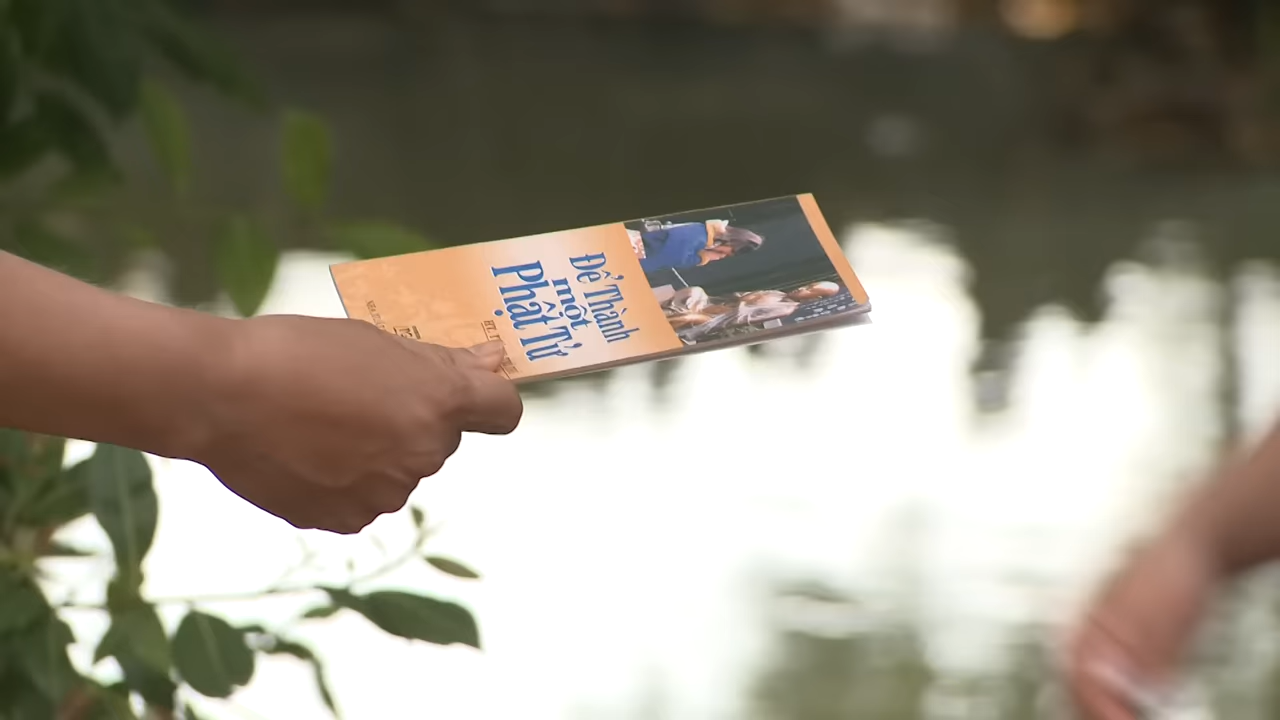 Để Thành
một
Phật Tử